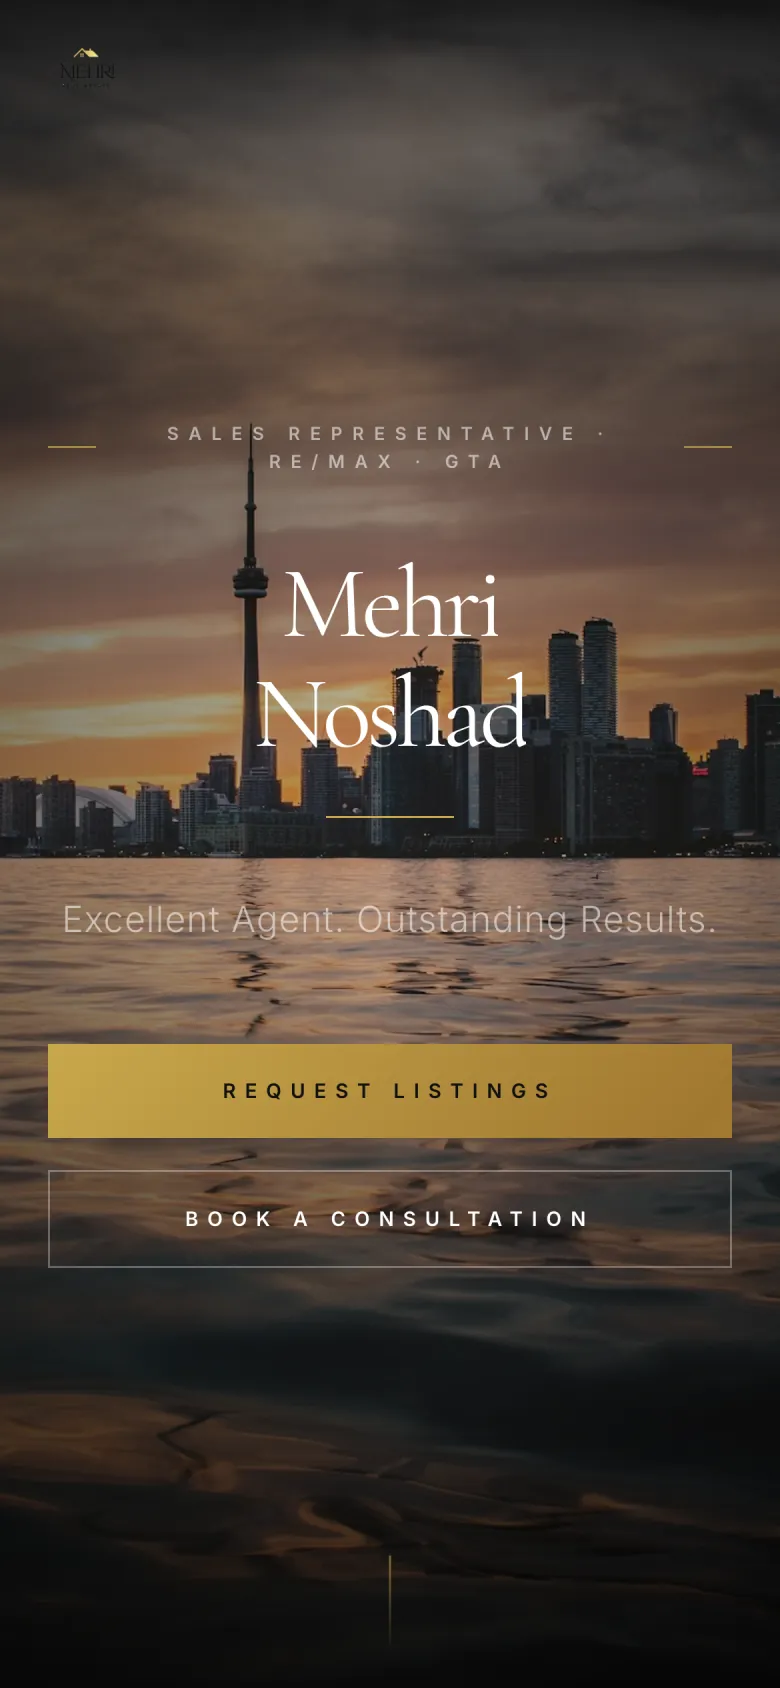 SALES REPRESENTATIVE ·
RE/MAX · GTA
Mehri
Noshad
Excellent Agent. Outstanding Results.
REQUEST LISTINGS
BOOK A CONSULTATION